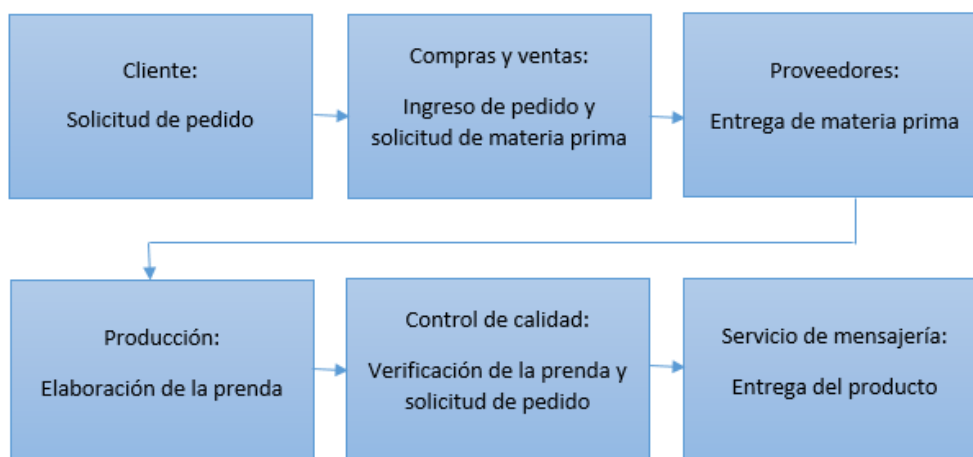 Cliente:
Solicitud de pedido
Compras y ventas:
Ingreso de pedido y
solicitud de materia prima
Proveedores:
Entrega de materia prima
Producción:
Elaboración de la prenda
Control de calidad:
Verificación de la prenda y
solicitud de pedido
Servicio de mensajería:
Entrega del producto